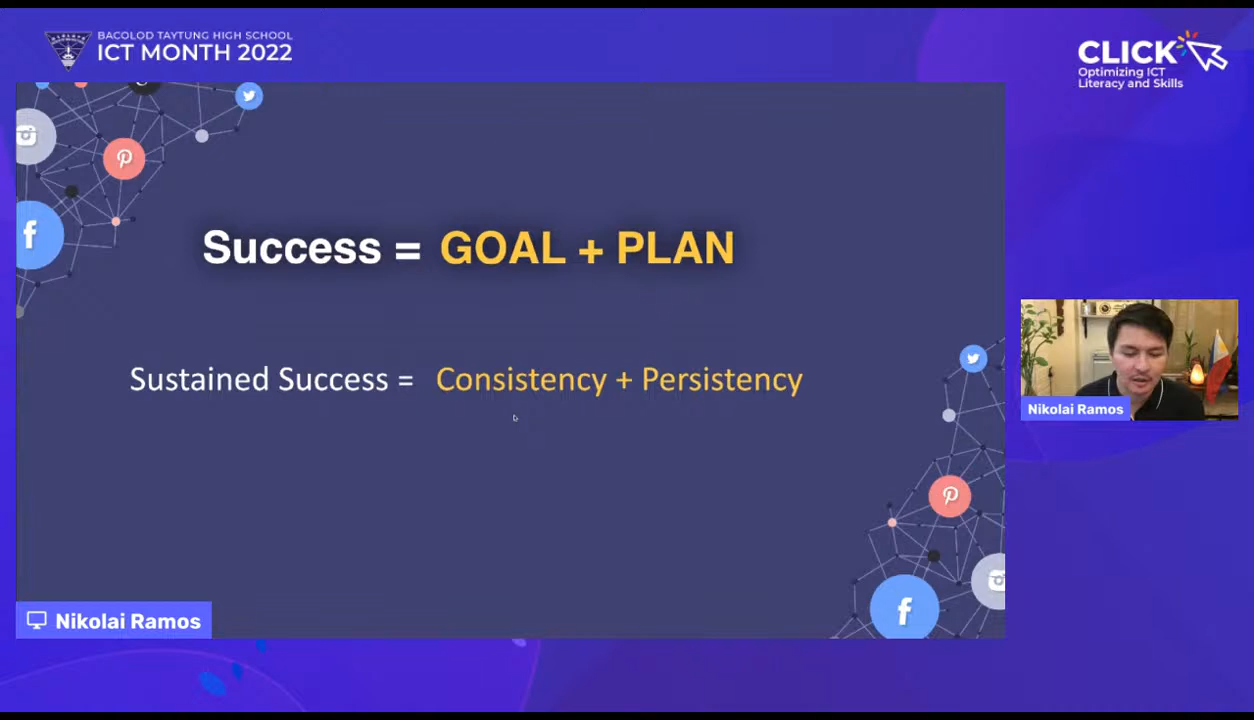 BACOLOD TAYTUNG HIGH SCHOOL
ICT MONTH 2022
CLICK
Optimizing ICT
Literacy and Skills
Success = GOAL + PLAN
Sustained Success = Consistency + Persistency
Nikolai Ramos
Nikolai Ramos